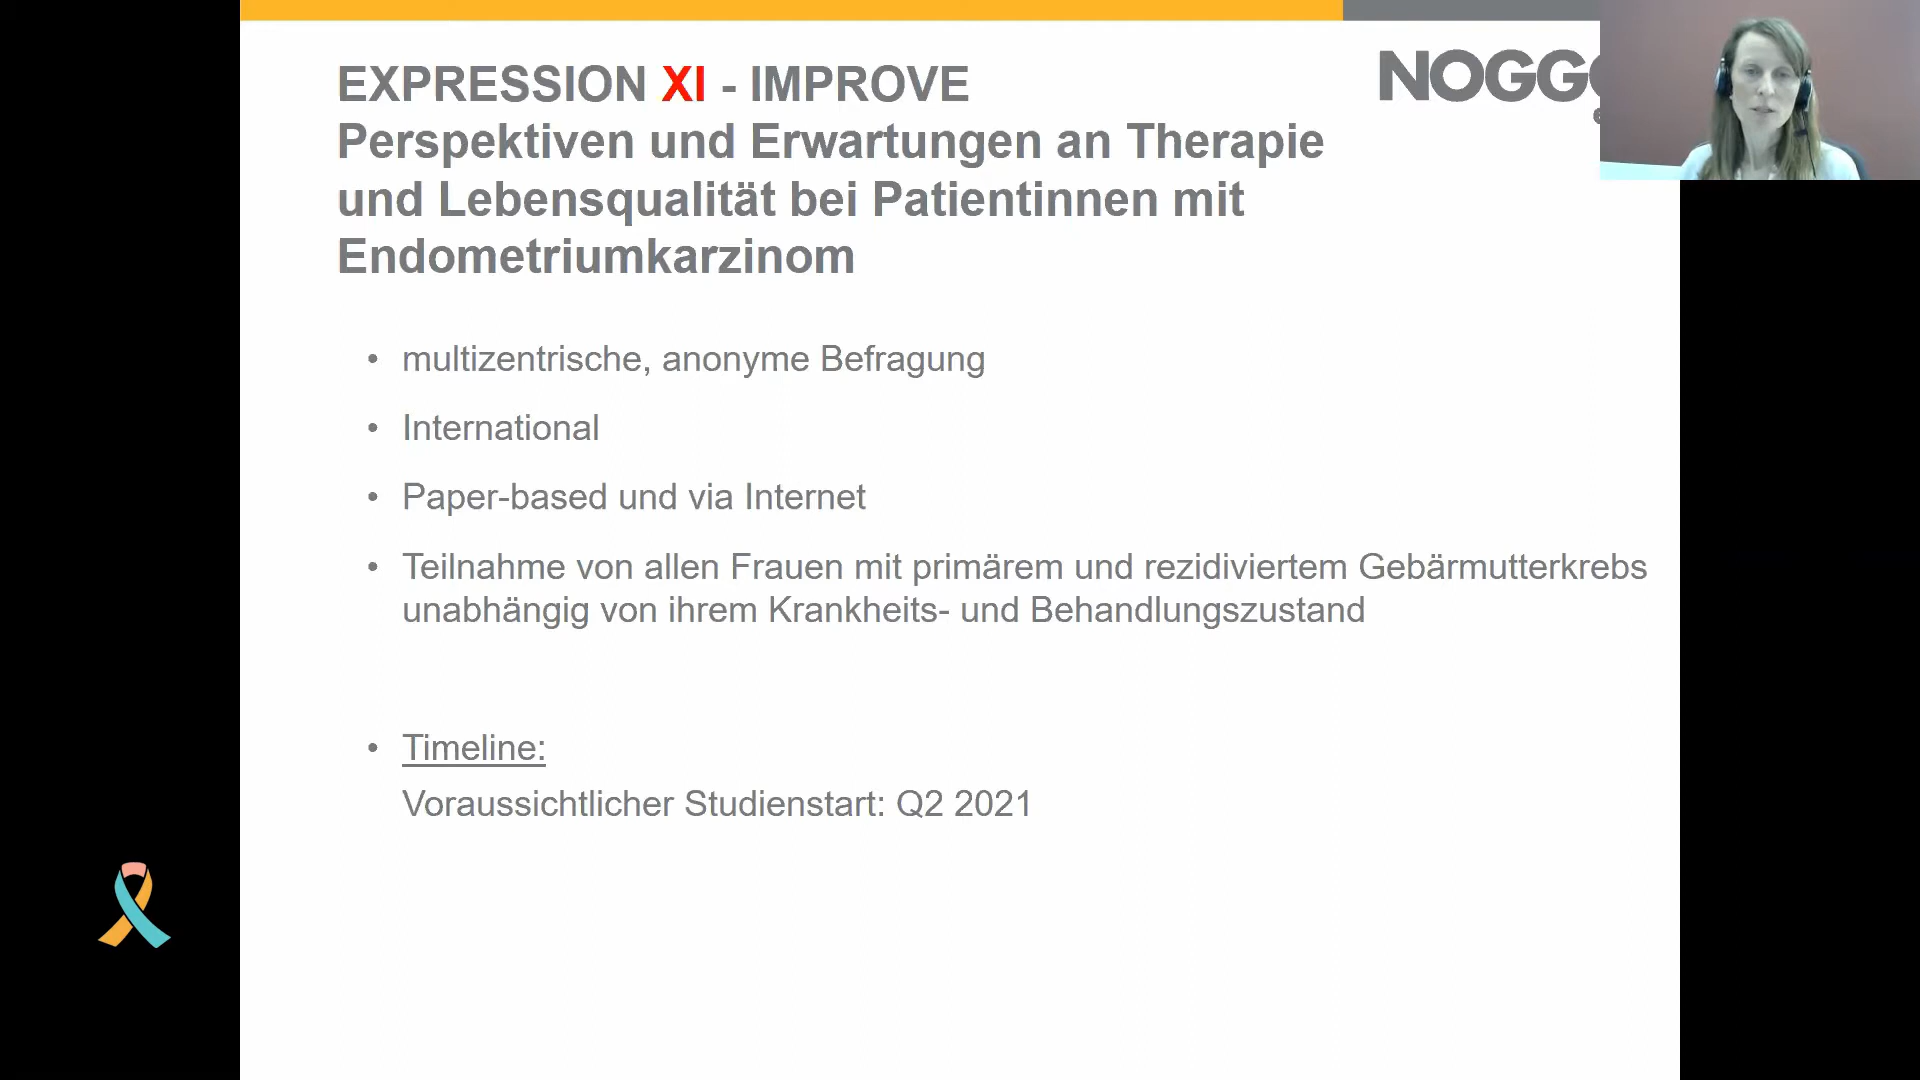 EXPRESSION XI - IMPROVE
Perspektiven und Erwartungen an Therapie
und Lebensqualität bei Patientinnen mit
Endometriumkarzinom
• multizentrische, anonyme Befragung
• International
• Paper-based und via Internet
• Teilnahme von allen Frauen mit primärem und rezidiviertem Gebärmutterkrebs
unabhängig von ihrem Krankheits- und Behandlungszustand
• Timeline:
Voraussichtlicher Studienstart: Q2 2021